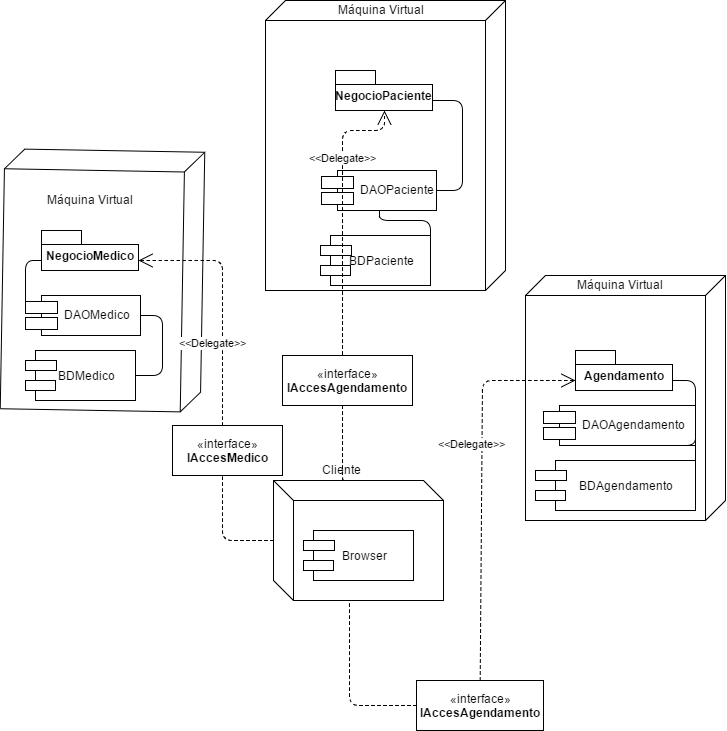 Máquina Virtual
NegocioPaciente
<<Delegate>>
DAOPaciente
BDPaciente
Máquina Virtual
NegocioMedico
DAOMedico
BDMedico
<<Delegate>>
Máquina Virtual
Agendamento
DAOAgendamento
BDAgendamento
<<Delegate>>
«interface»
IAccesAgendamento
«interface»
IAccesMedico
Cliente
Browser
«interface»
IAccesAgendamento